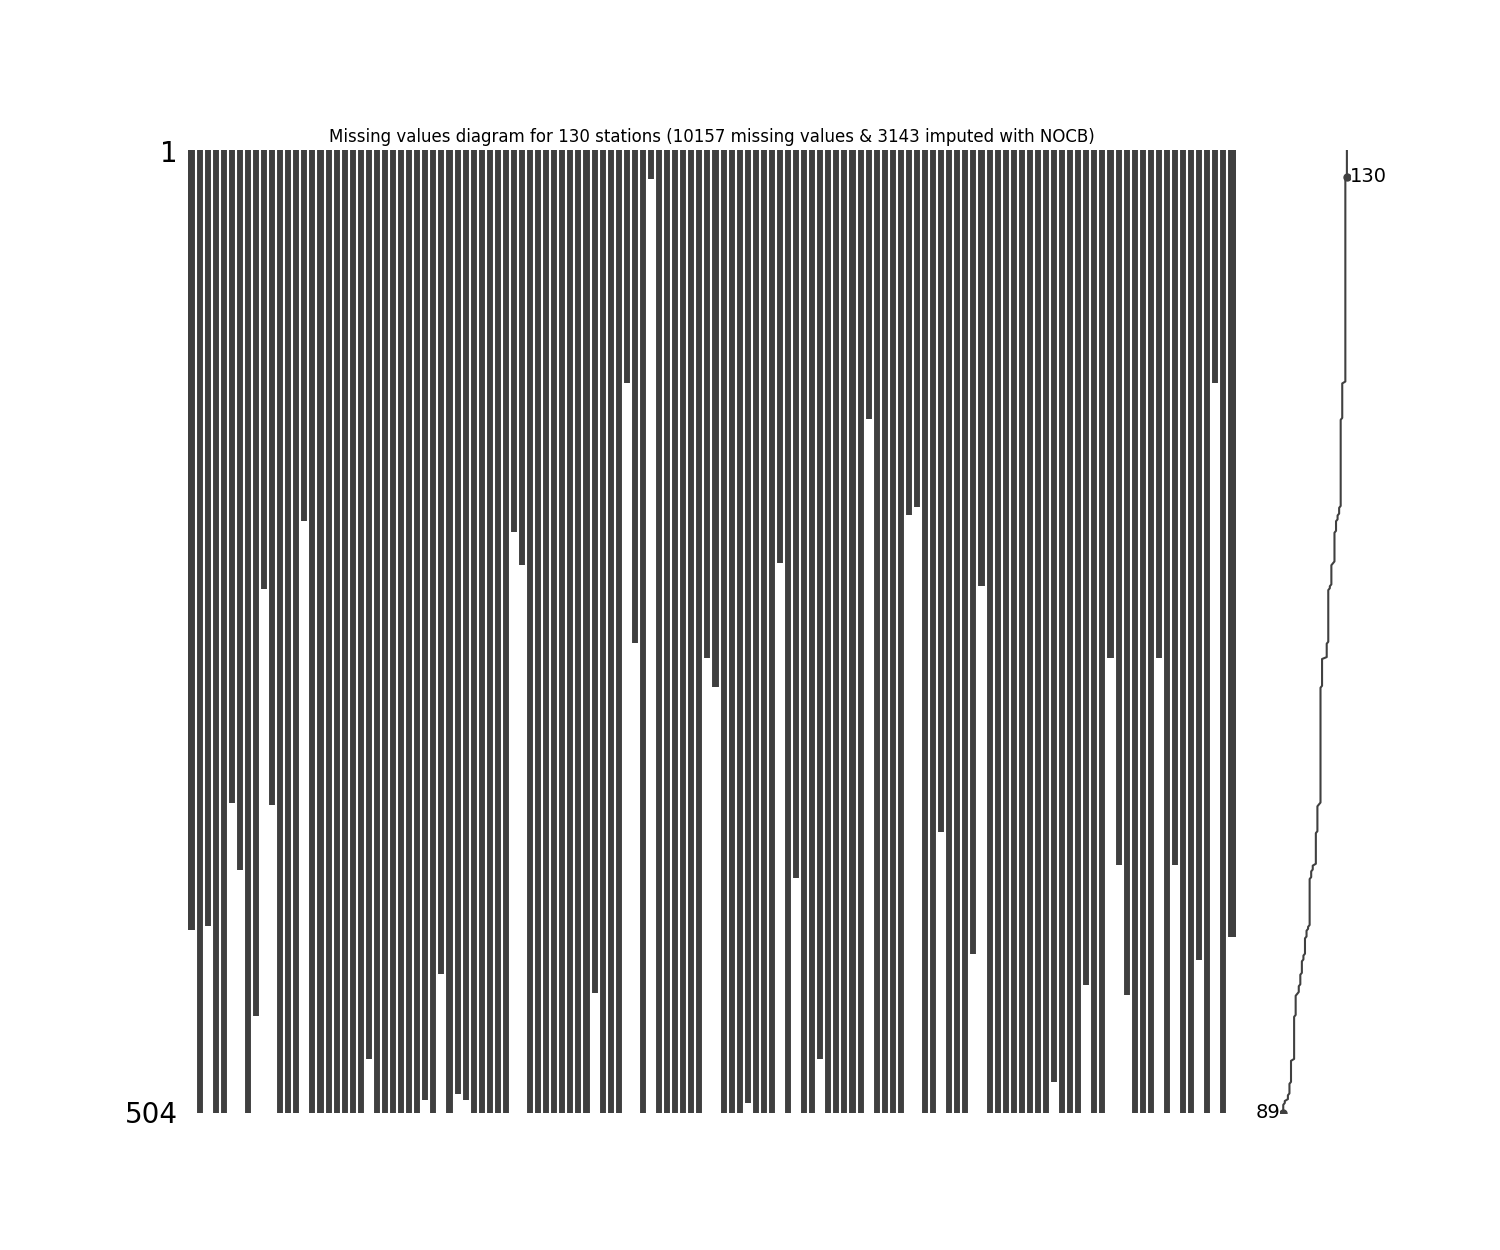 Missing values diagram for 130 stations (10157 missing values & 3143 imputed with NOCB)
1
130
504
89